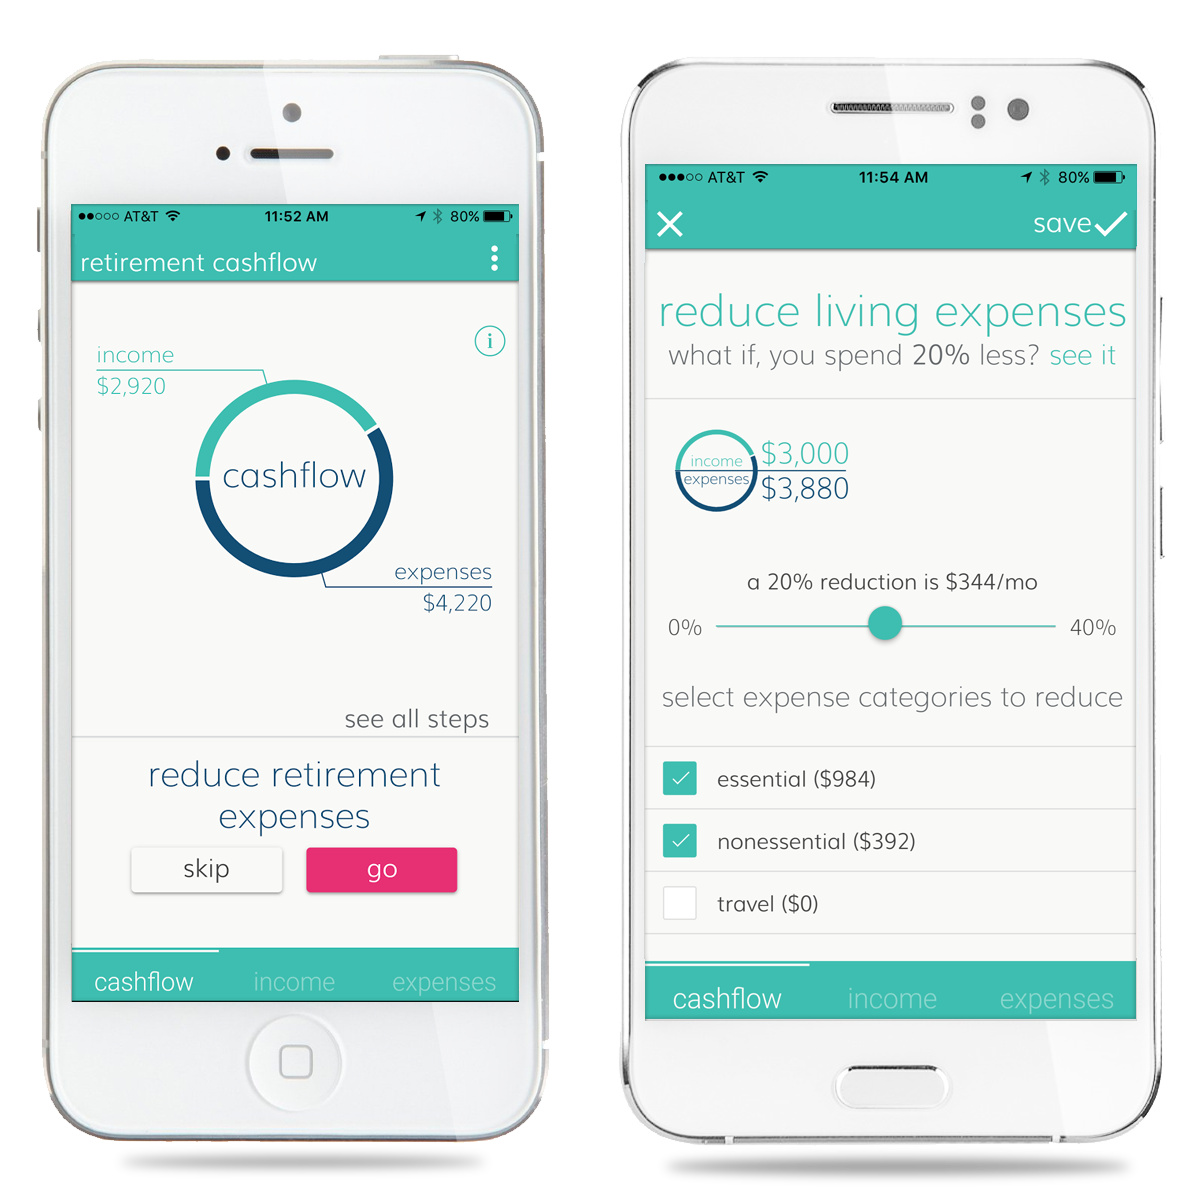 ●●○○○ AT&T 11:52 AM 80%
retirement cashflow
i
income
$2,920
cashflow
expenses
$4,220
see all steps
reduce retirement
expenses
skip
go
cashflow income expenses
●●●○○ AT&T 11:54 AM 80%
save
reduce living expenses
what if, you spend 20% less? see it
income
expenses
$3,000
$3,880
a 20% reduction is $344/mo
0% 40%
select expense categories to reduce
essential ($984)
nonessential ($392)
travel ($0)
cashflow income expenses